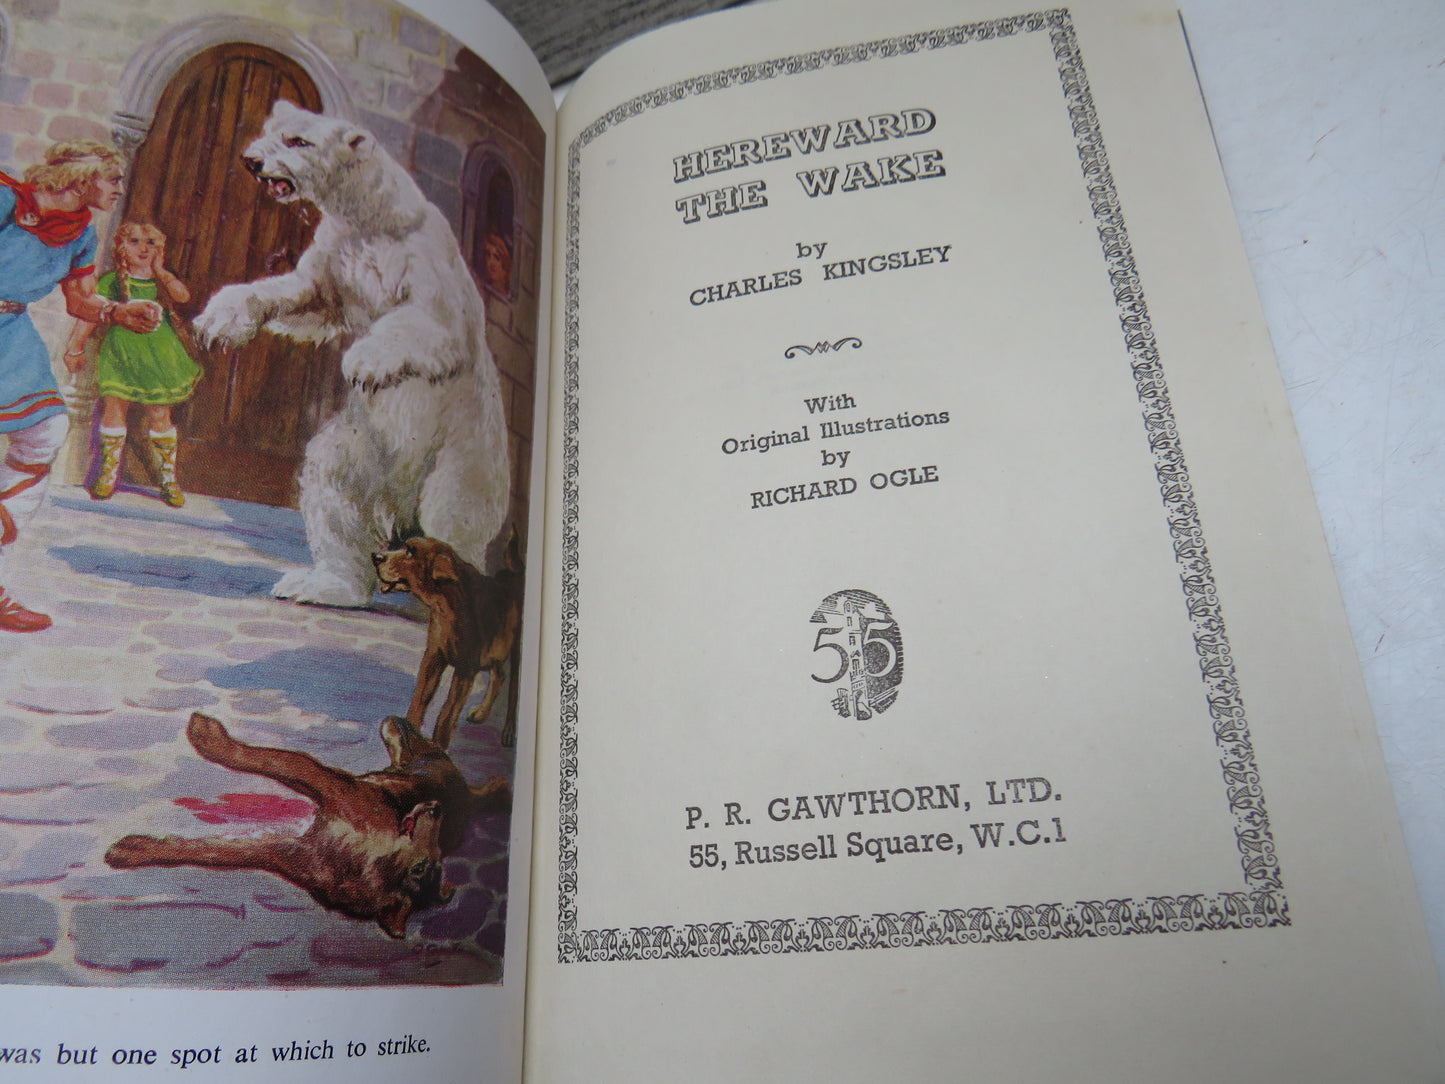 was but one spot at which to strike.
HEREWARD
THE WAKE
by
CHARLES KINGSLEY
With
Original Illustrations
by
RICHARD OGLE
55
P. R. GAWTHORN, LTD.
55, Russell Square, W.C.1